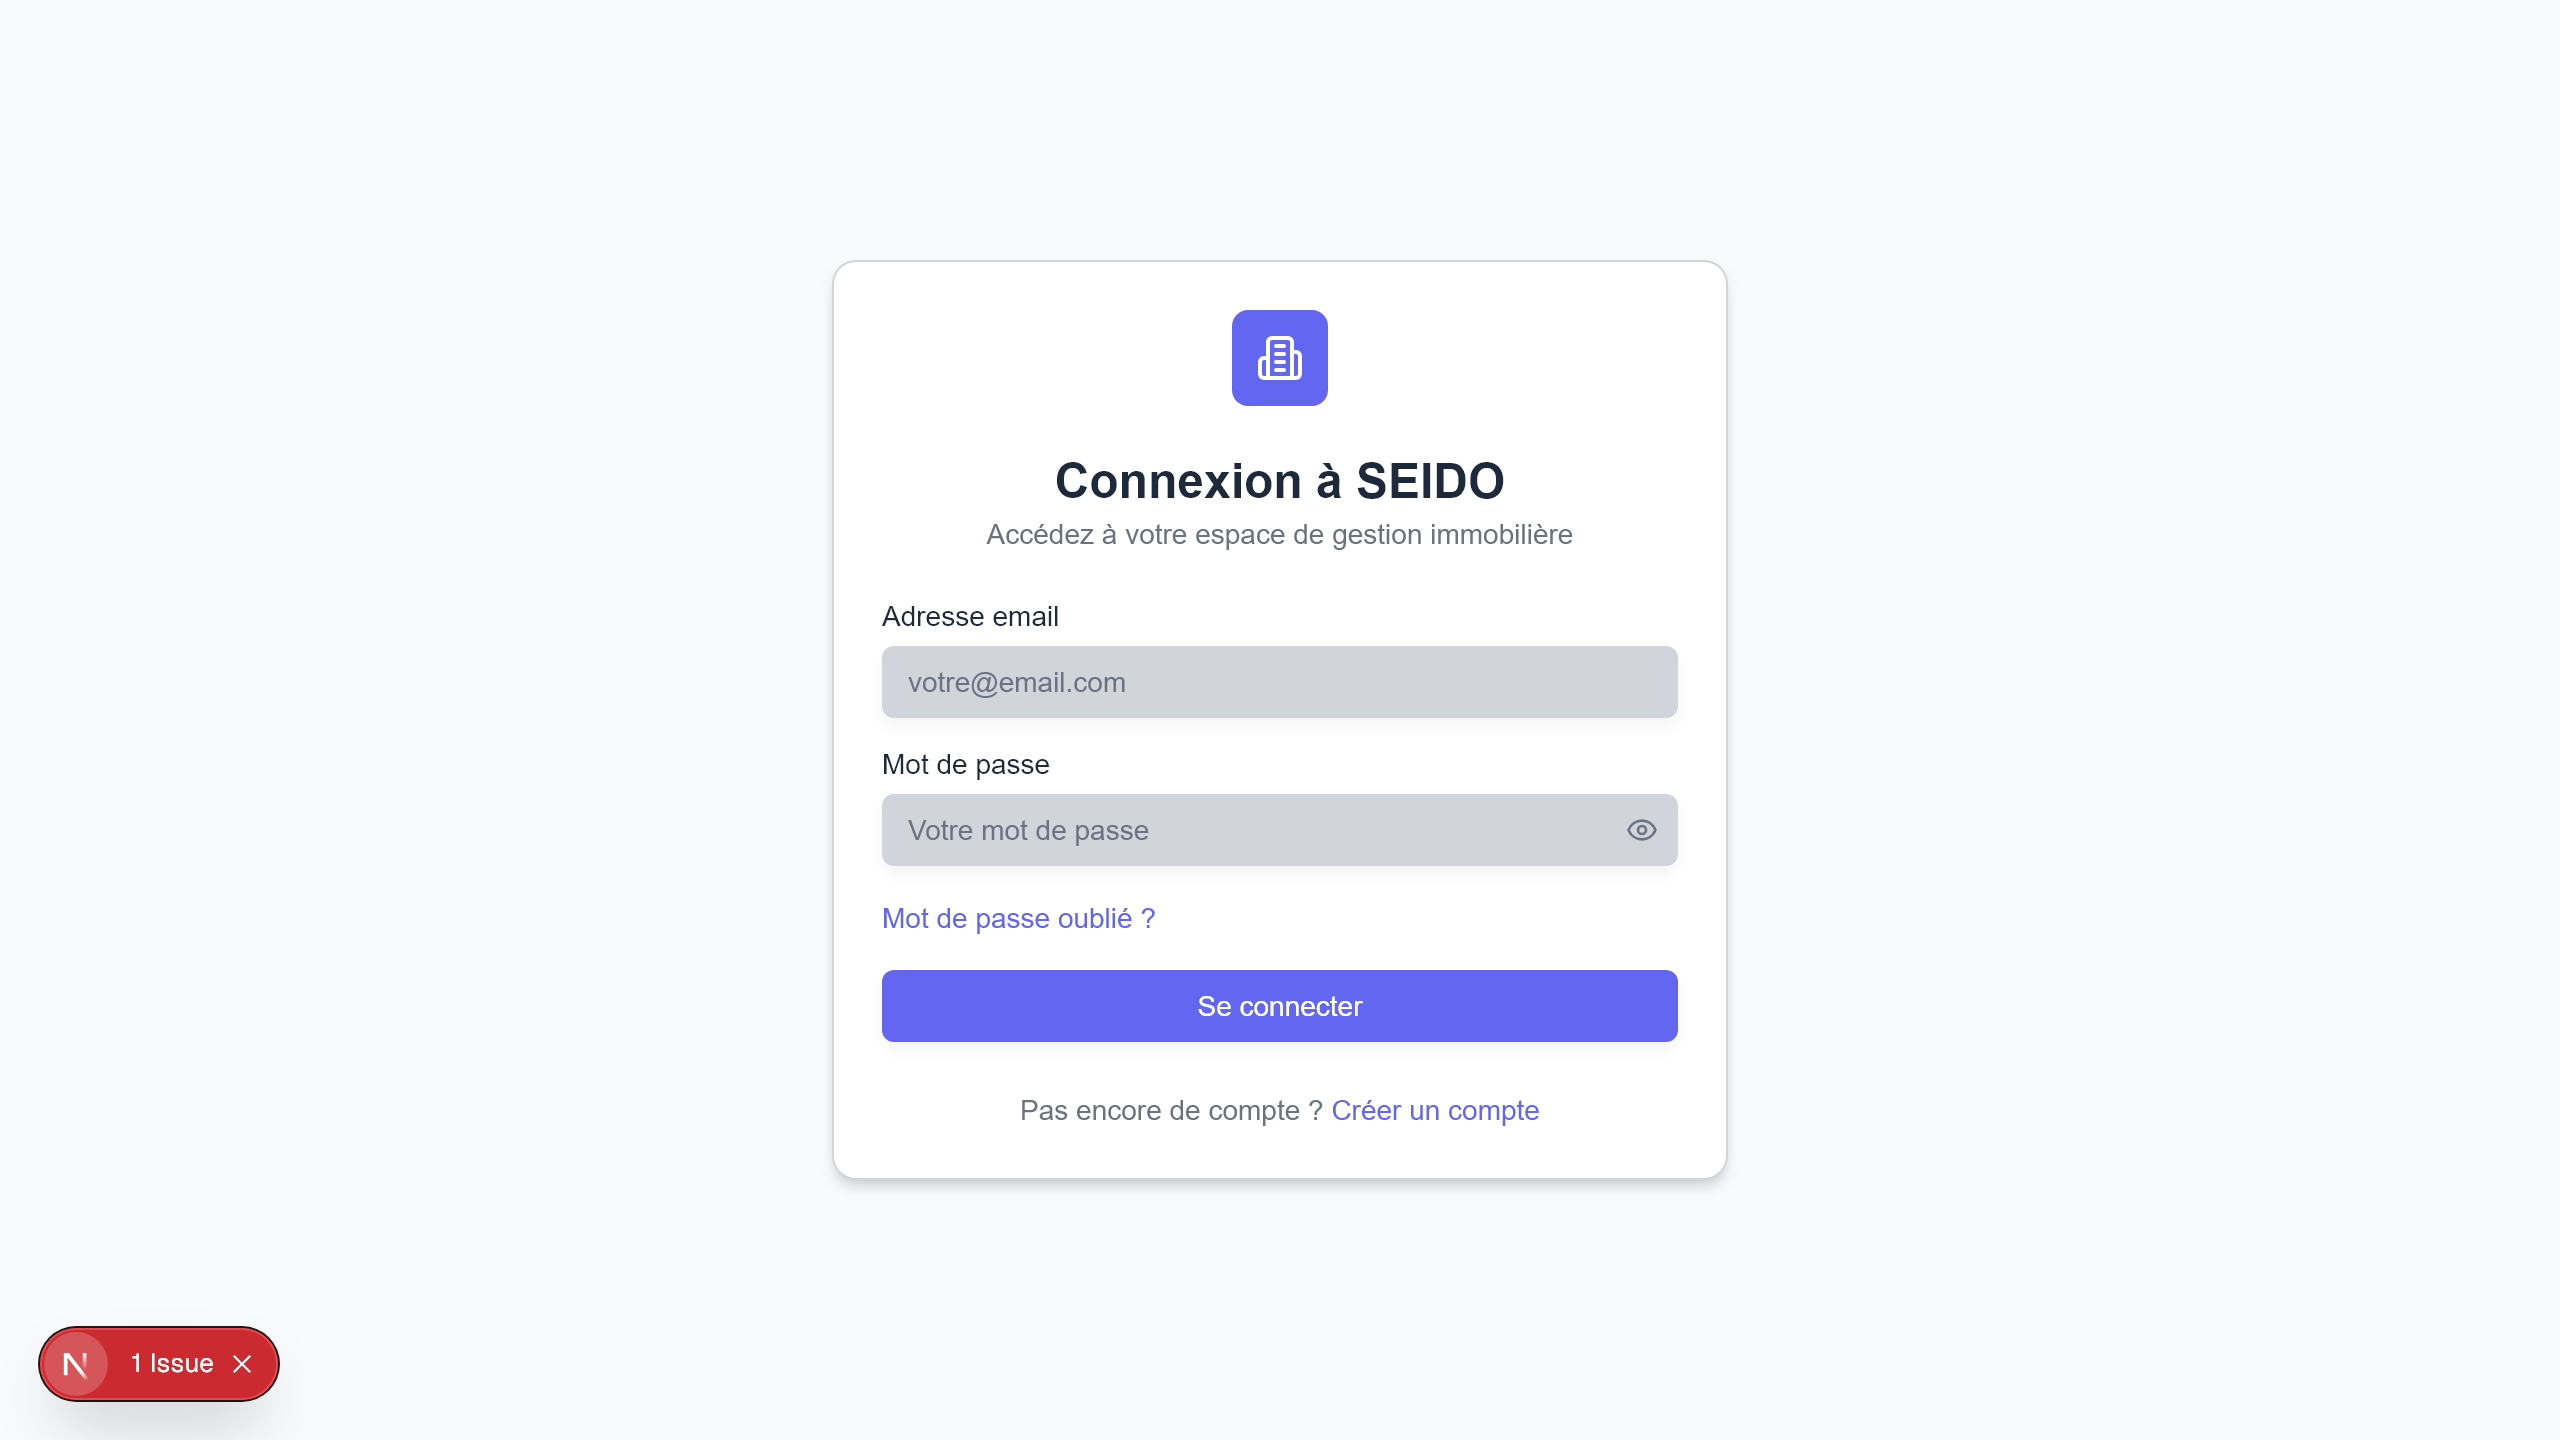 Connexion à SEIDO
Accédez à votre espace de gestion immobilière
Adresse email
votre@email.com
Mot de passe
Votre mot de passe
Mot de passe oublié ?
Se connecter
Pas encore de compte ? Créer un compte
N 1 Issue